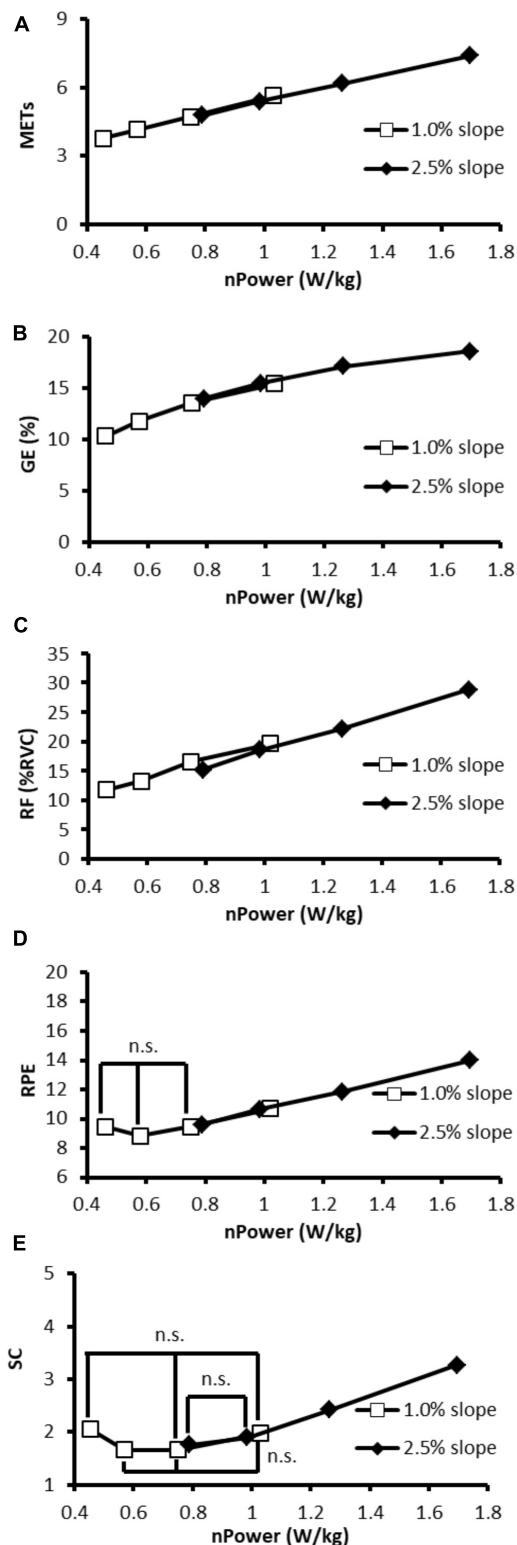 A
9
6
3
0
METs
1.0% slope
2.5% slope
0.4 0.6 0.8 1 1.2 1.4 1.6 1.8
nPower (W/kg)
B
20
15
10
5
0
GE (%)
1.0% slope
2.5% slope
0.4 0.6 0.8 1 1.2 1.4 1.6 1.8
nPower (W/kg)
C
35
30
25
20
15
10
5
0
RF (%RVC)
1.0% slope
2.5% slope
0.4 0.6 0.8 1 1.2 1.4 1.6 1.8
nPower (W/kg)
D
20
18
16
14
12
10
8
6
RPE
n.s.
1.0% slope
2.5% slope
0.4 0.6 0.8 1 1.2 1.4 1.6 1.8
nPower (W/kg)
E
5
4
3
2
1
SC
n.s.
n.s.
n.s.
1.0% slope
2.5% slope
0.4 0.6 0.8 1 1.2 1.4 1.6 1.8
nPower (W/kg)